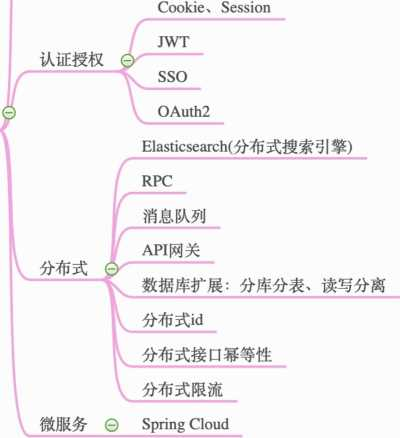 Cookie、Session
认证授权
JWT
SSO
OAuth2
Elasticsearch(分布式搜索引擎)
RPC
消息队列
API网关
分布式
数据库扩展：分库分表、读写分离
分布式id
分布式接口幂等性
分布式限流
微服务
Spring Cloud